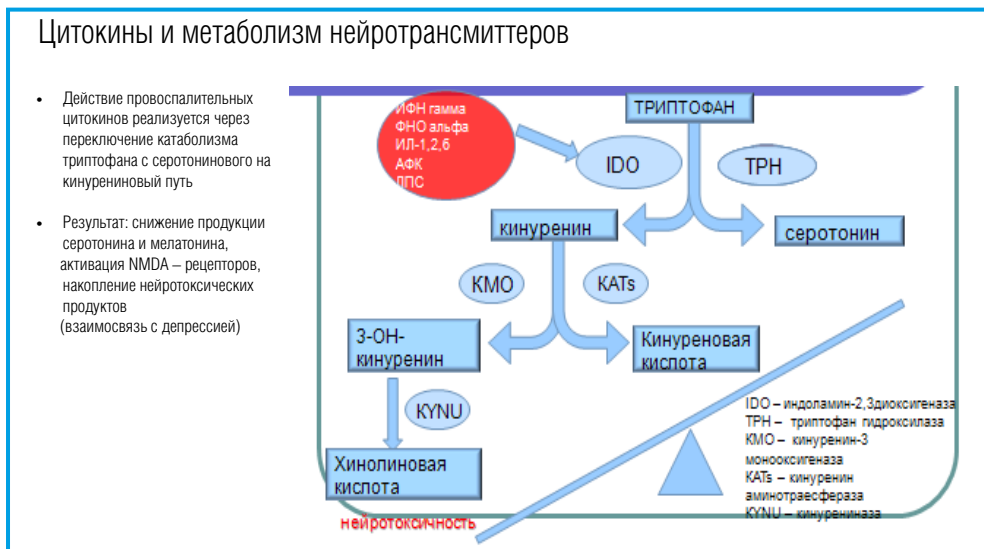 Цитокины и метаболизм нейротрансмиттеров
• Действие провоспалительных
цитокинов реализуется через
переключение катаболизма
триптофана с серотонинового на
кинурениновый путь
• Результат: снижение продукции
серотонина и мелатонина,
активация NMDA – рецепторов,
накопление нейротоксических
продуктов
(взаимосвязь с депрессией)
ИФН гамма
ФНО альфа
ИЛ-1,2,6
АФК
ЛПС
ТРИПТОФАН
IDO
TPH
кинуренин
серотонин
КМО
KATs
3-ОН-
кинуренин
Кинуреновая
кислота
KYNU
Хинолиновая
кислота
нейротоксичность
IDO – индоламин-2,3диоксигеназа
TPH – триптофан гидроксилаза
КМО – кинуренин-3
монооксигеназа
KATs – кинуренин
аминотраесфераза
KYNU – кинурениназа